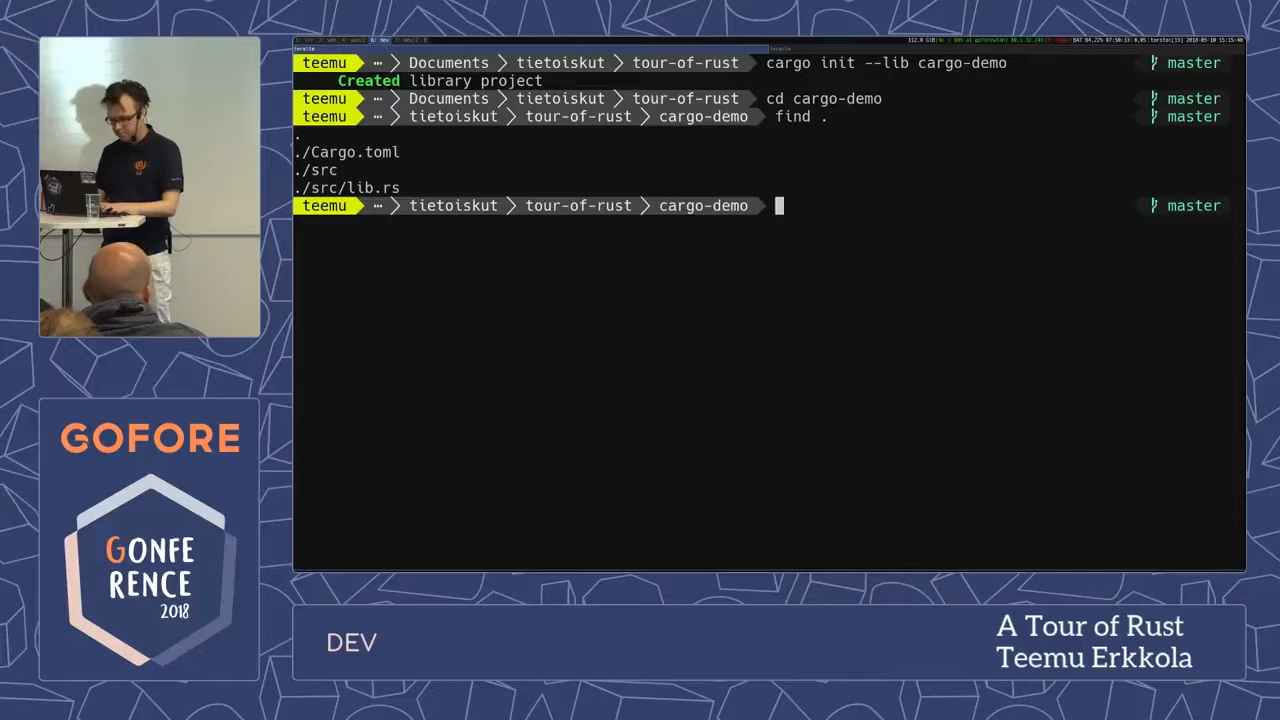 teemu ⋯ Documents tietoiskut tour-of-rust cargo init --lib cargo-demo master
Created library project
teemu ⋯ Documents tietoiskut tour-of-rust cd cargo-demo master
teemu ⋯ tietoiskut tour-of-rust cargo-demo find . master
.
./Cargo.toml
./src
./src/lib.rs
teemu ⋯ tietoiskut tour-of-rust cargo-demo master
GOFORE
GONFE
RENCE
2018
DEV
A Tour of Rust
Teemu Erkkola